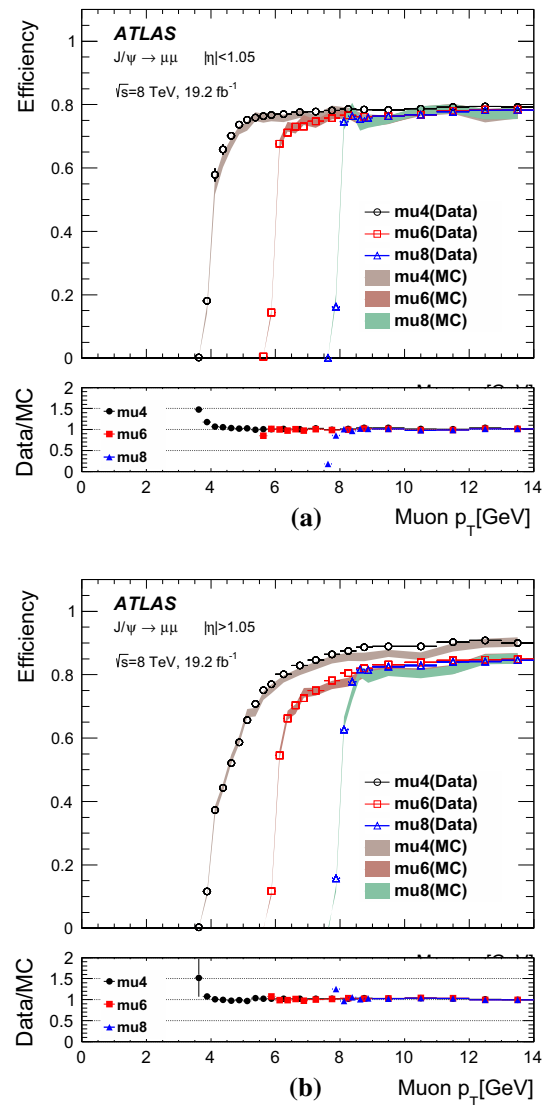 ATLAS
J/ψ → μμ |η|<1.05
√s=8 TeV, 19.2 fb⁻¹
Efficiency
1
0.8
0.6
0.4
0.2
0
mu4(Data)
mu6(Data)
mu8(Data)
mu4(MC)
mu6(MC)
mu8(MC)
Data/MC
2
1.5
1
0.5
0
mu4
mu6
mu8
0 2 4 6 8 10 12 14
(a) Muon p_T[GeV]
ATLAS
J/ψ → μμ |η|>1.05
√s=8 TeV, 19.2 fb⁻¹
Efficiency
1
0.8
0.6
0.4
0.2
0
mu4(Data)
mu6(Data)
mu8(Data)
mu4(MC)
mu6(MC)
mu8(MC)
Data/MC
2
1.5
1
0.5
0
mu4
mu6
mu8
0 2 4 6 8 10 12 14
(b) Muon p_T[GeV]